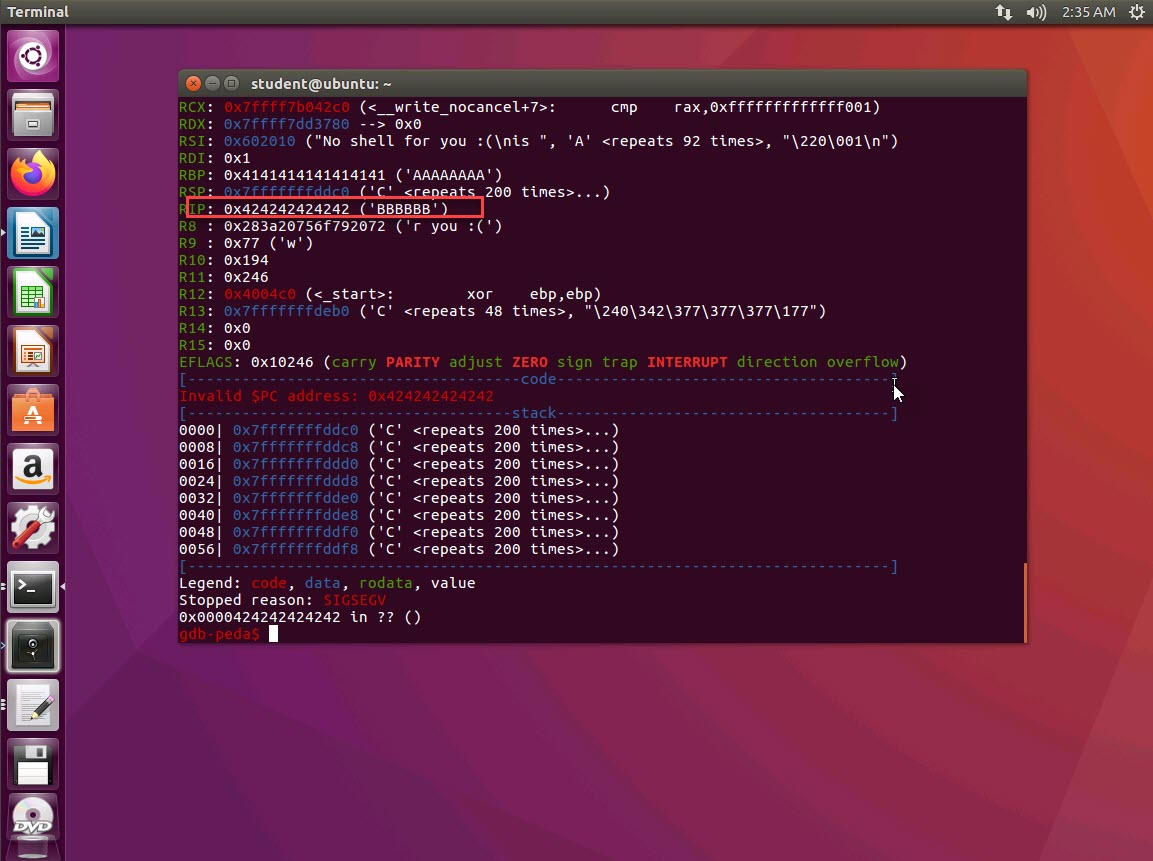 Terminal
2:35 AM
student@ubuntu: ~
RCX: 0x7ffff7b042c0 (<__write_nocancel+7>:       cmp    rax,0xfffffffffffff001)
RDX: 0x7ffff7dd3780 --> 0x0
RSI: 0x602010 ("No shell for you :(\nis ", 'A' <repeats 92 times>, "\220\001\n")
RDI: 0x1
RBP: 0x4141414141414141 ('AAAAAAAA')
RSP: 0x7fffffffddc0 ('C' <repeats 200 times>...)
RIP: 0x424242424242 ('BBBBBB')
R8 : 0x283a20756f792072 ('r you :(')
R9 : 0x77 ('w')
R10: 0x194
R11: 0x246
R12: 0x4004c0 (<_start>:        xor    ebp,ebp)
R13: 0x7fffffffdeb0 ('C' <repeats 48 times>, "\240\342\377\377\377\177")
R14: 0x0
R15: 0x0
EFLAGS: 0x10246 (carry PARITY adjust ZERO sign trap INTERRUPT direction overflow)
[-------------------------------------code-------------------------------------]
Invalid $PC address: 0x424242424242
[------------------------------------stack-------------------------------------]
0000| 0x7fffffffddc0 ('C' <repeats 200 times>...)
0008| 0x7fffffffddc8 ('C' <repeats 200 times>...)
0016| 0x7fffffffddd0 ('C' <repeats 200 times>...)
0024| 0x7fffffffddd8 ('C' <repeats 200 times>...)
0032| 0x7fffffffdde0 ('C' <repeats 200 times>...)
0040| 0x7fffffffdde8 ('C' <repeats 200 times>...)
0048| 0x7fffffffddf0 ('C' <repeats 200 times>...)
0056| 0x7fffffffddf8 ('C' <repeats 200 times>...)
[------------------------------------------------------------------------------]
Legend: code, data, rodata, value
Stopped reason: SIGSEGV
0x0000424242424242 in ?? ()
gdb-peda$
DVD